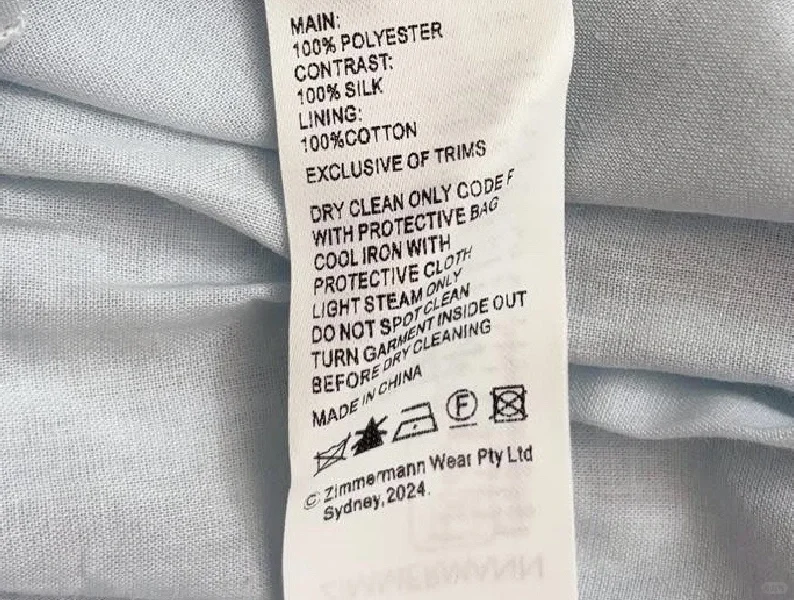 MAIN:
100% POLYESTER
CONTRAST:
100% SILK
LINING:
100%COTTON
EXCLUSIVE OF TRIMS
DRY CLEAN ONLY CODE F
WITH PROTECTIVE BAG
COOL IRON WITH
PROTECTIVE CLOTH
LIGHT STEAM ONLY
DO NOT SPOT CLEAN
TURN GARMENT INSIDE OUT
BEFORE DRY CLEANING
MADE IN CHINA
F
© Zimmermann Wear Pty Ltd
Sydney,2024.
ZIMMERMANN